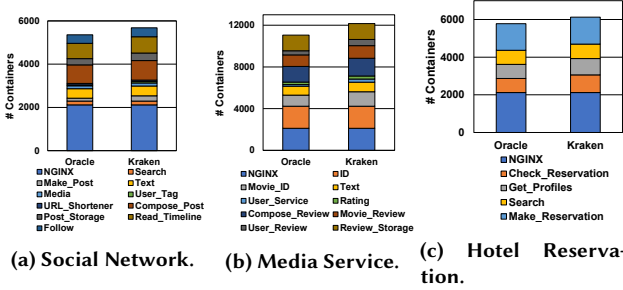 # Containers
6000
4000
2000
0
Oracle Kraken
NGINX Search
Make_Post Text
Media User_Tag
URL_Shortener Compose_Post
Post_Storage Read_Timeline
Follow
(a) Social Network.
# Containers
12000
8000
4000
0
Oracle Kraken
NGINX ID
Movie_ID Text
User_Service Rating
Compose_Review Movie_Review
User_Review Review_Storage
(b) Media Service.
# Containers
6000
4000
2000
0
Oracle Kraken
NGINX
Check_Reservation
Get_Profiles
Search
Make_Reservation
(c) Hotel Reserva-
tion.